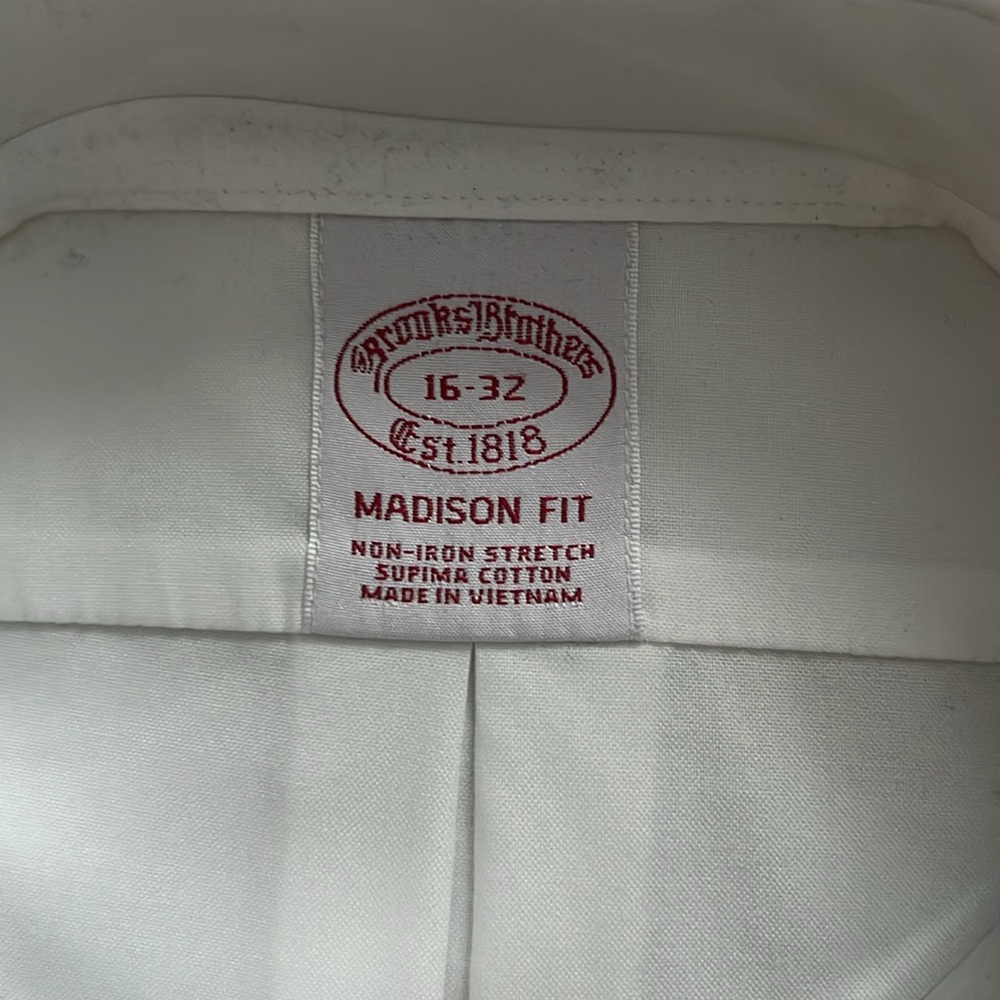 Brooks Brothers
16-32
Est. 1818
MADISON FIT
NON-IRON STRETCH
SUPIMA COTTON
MADE IN VIETNAM